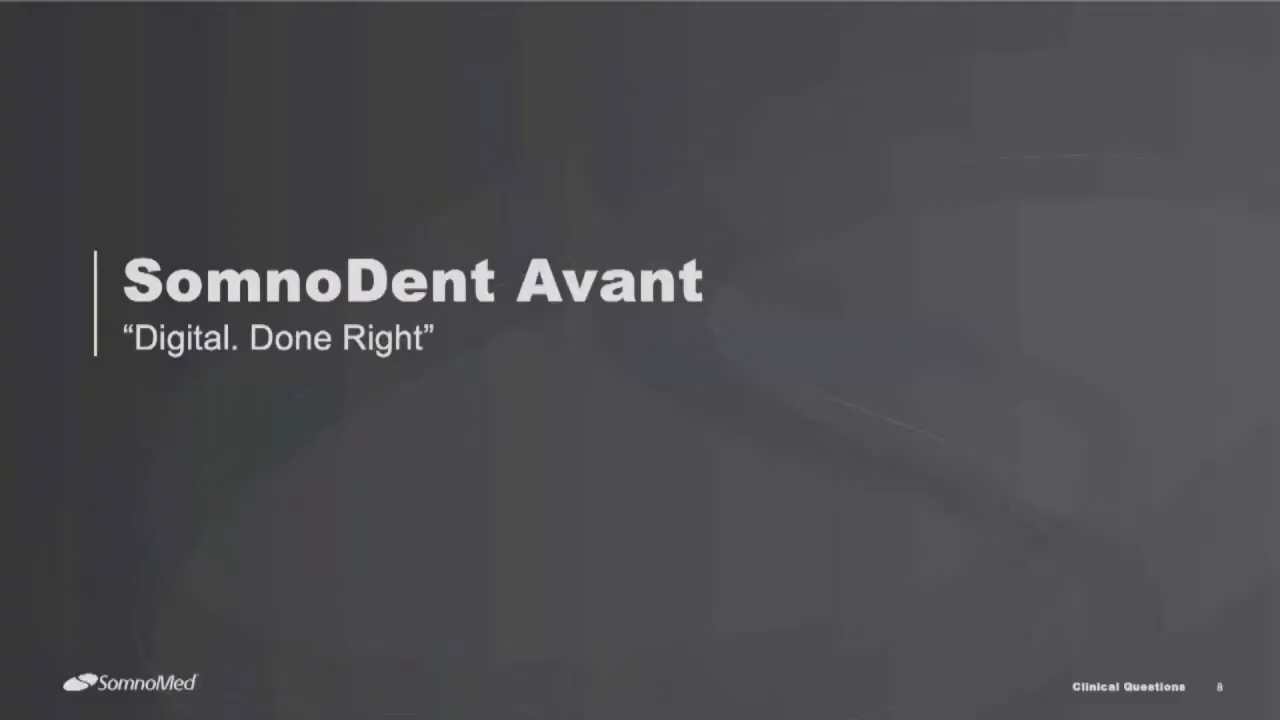 SomnoDent Avant
“Digital. Done Right”
SomnoMed
Clinical Questions 8